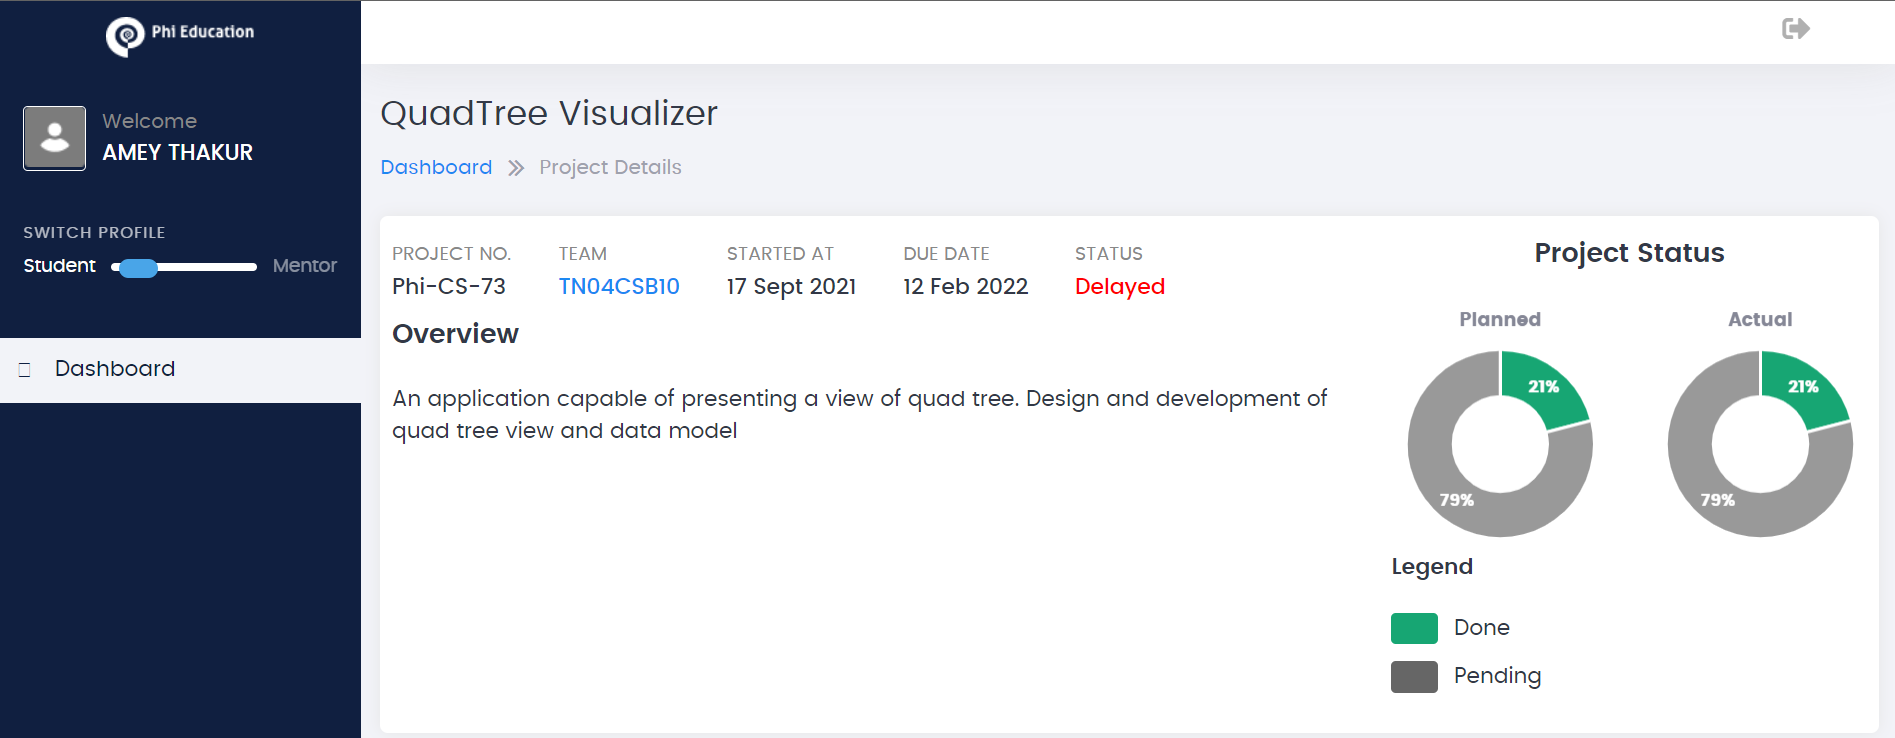 Phi Education
Welcome
AMEY THAKUR
SWITCH PROFILE
Student Mentor
Dashboard
QuadTree Visualizer
Dashboard » Project Details
PROJECT NO. TEAM STARTED AT DUE DATE STATUS
Phi-CS-73 TN04CSB10 17 Sept 2021 12 Feb 2022 Delayed
Overview
An application capable of presenting a view of quad tree. Design and development of
quad tree view and data model
Project Status
Planned Actual
21% 21%
79% 79%
Legend
Done
Pending